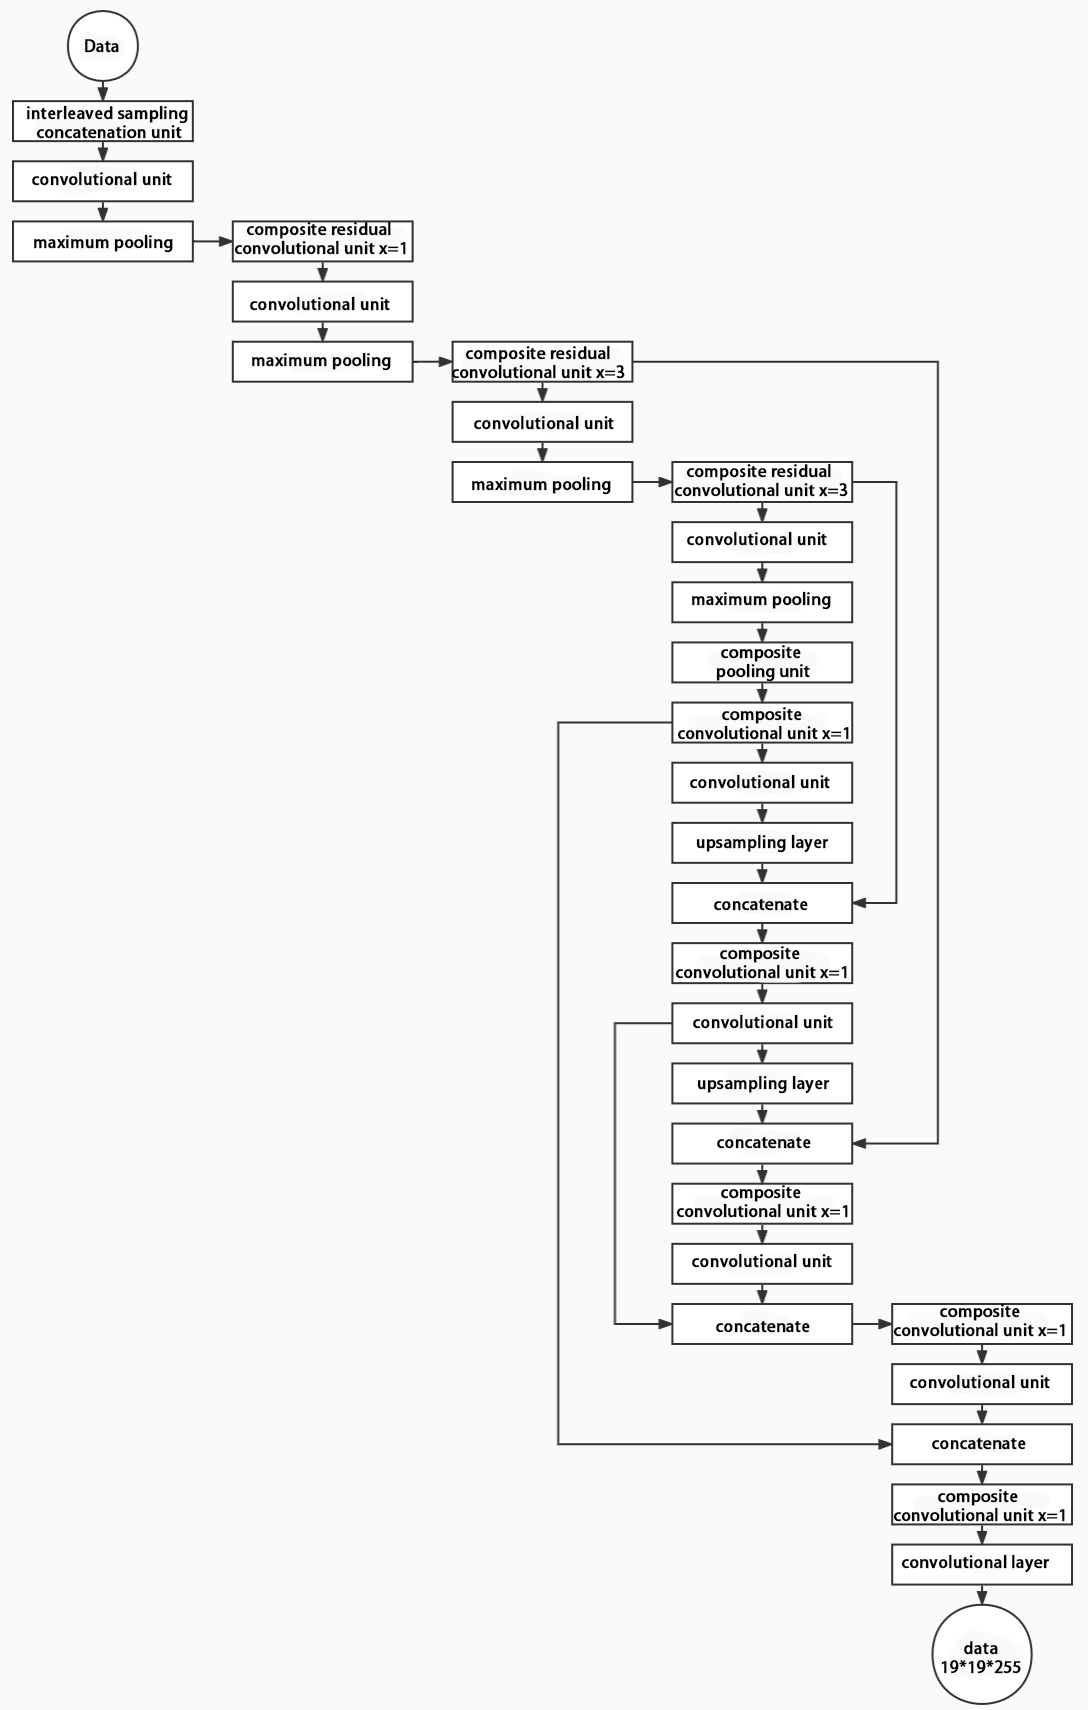 Data
interleaved sampling
concatenation unit
convolutional unit
maximum pooling
composite residual
convolutional unit x=1
convolutional unit
maximum pooling
composite residual
convolutional unit x=3
convolutional unit
maximum pooling
composite residual
convolutional unit x=3
convolutional unit
maximum pooling
composite
pooling unit
composite
convolutional unit x=1
convolutional unit
upsampling layer
concatenate
composite
convolutional unit x=1
convolutional unit
upsampling layer
concatenate
composite
convolutional unit x=1
convolutional unit
concatenate
composite
convolutional unit x=1
convolutional unit
concatenate
composite
convolutional unit x=1
convolutional layer
data
19*19*255